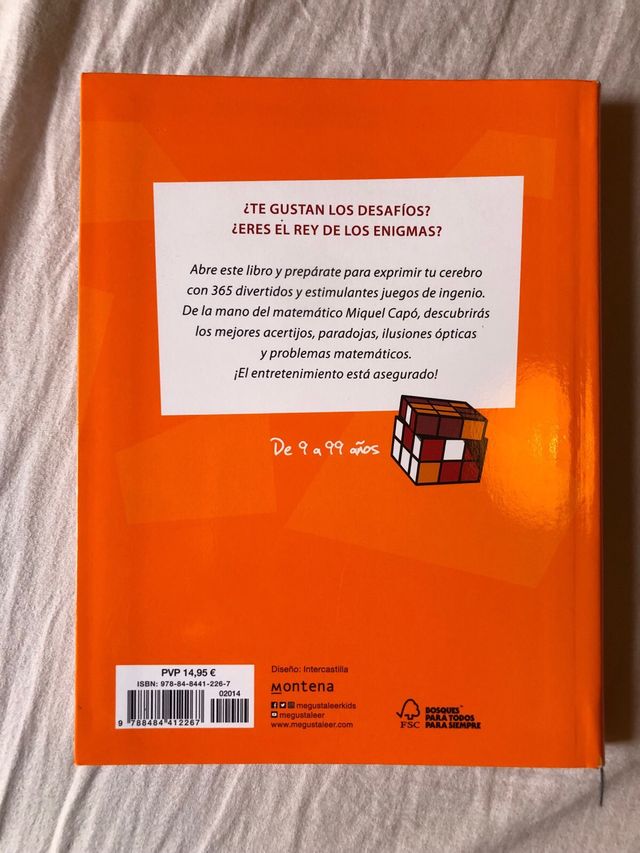 ¿TE GUSTAN LOS DESAFÍOS?
¿ERES EL REY DE LOS ENIGMAS?
Abre este libro y prepárate para exprimir tu cerebro
con 365 divertidos y estimulantes juegos de ingenio.
De la mano del matemático Miquel Capó, descubrirás
los mejores acertijos, paradojas, ilusiones ópticas
y problemas matemáticos.
¡El entretenimiento está asegurado!
De 9 a 99 años
PVP 14,95 €
ISBN: 978-84-8441-226-7
02014
9 788484 412267
Diseño: Intercastilla
montena
megustaleerkids
megustaleer
www.megustaleer.com
FSC
BOSQUES
PARA TODOS
PARA SIEMPRE